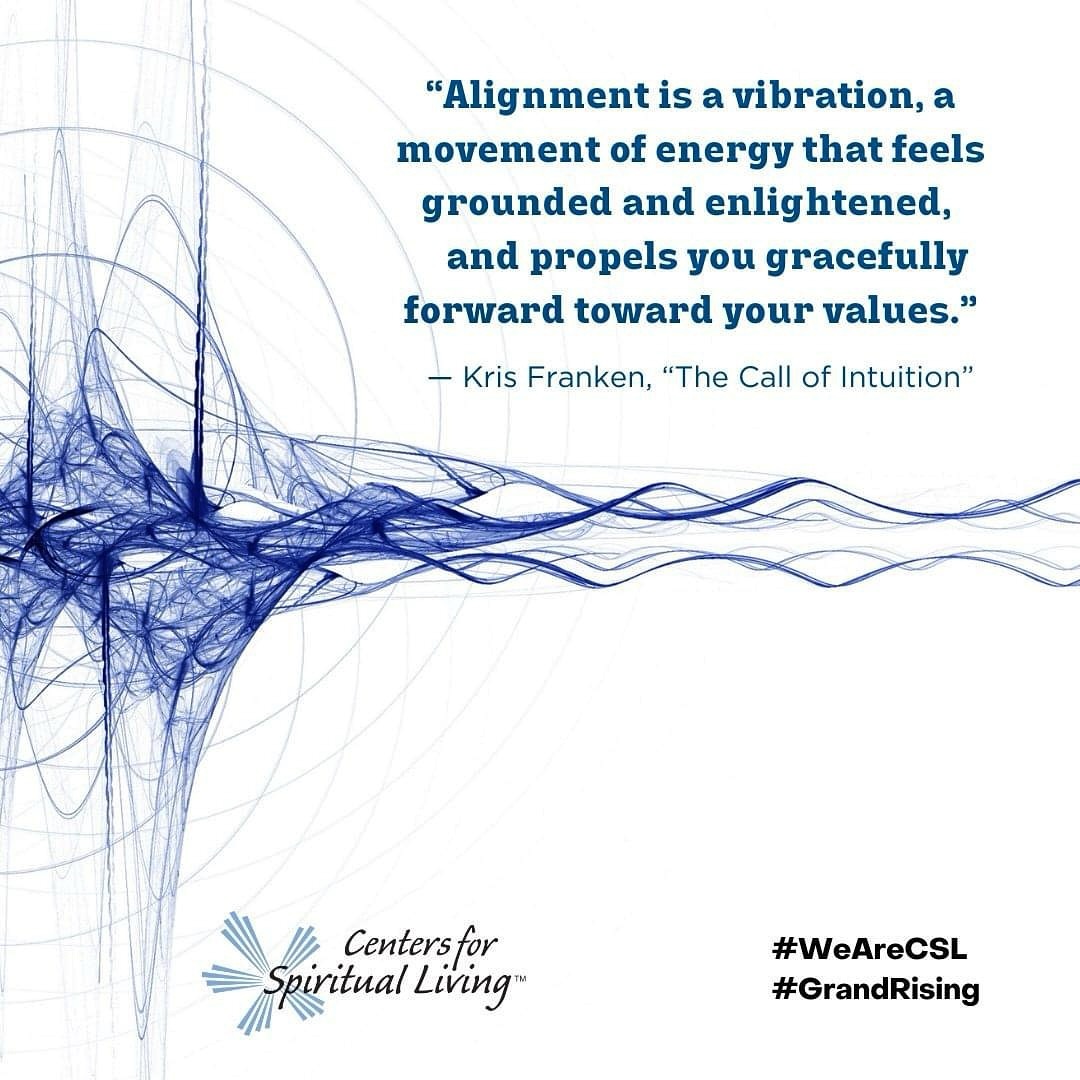 “Alignment is a vibration, a
movement of energy that feels
grounded and enlightened,
and propels you gracefully
forward toward your values.”
— Kris Franken, “The Call of Intuition”
Centers for
Spiritual Living™
#WeAreCSL
#GrandRising